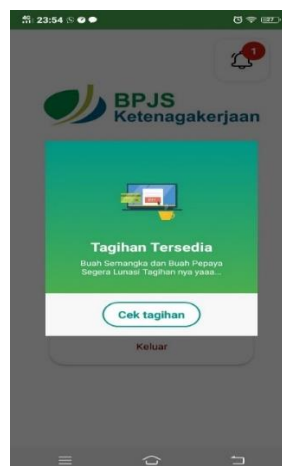 23:54
1
BPJS
Ketenagakerjaan
Tagihan Tersedia
Buah Semangka dan Buah Pepaya
Segera Lunasi Tagihan nya yaaa...
Cek tagihan
Keluar